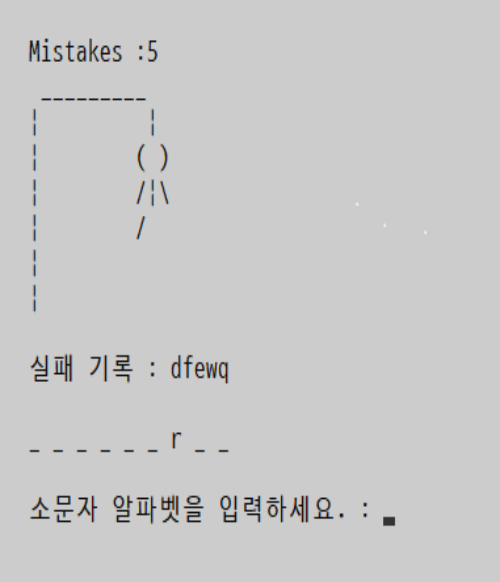 Mistakes :5
 _________
¦         ¦
¦        ( )
¦        /¦\
¦        /
¦
¦
실패 기록 : dfewq
_ _ _ _ _ _ r _ _
소문자 알파벳을 입력하세요. :